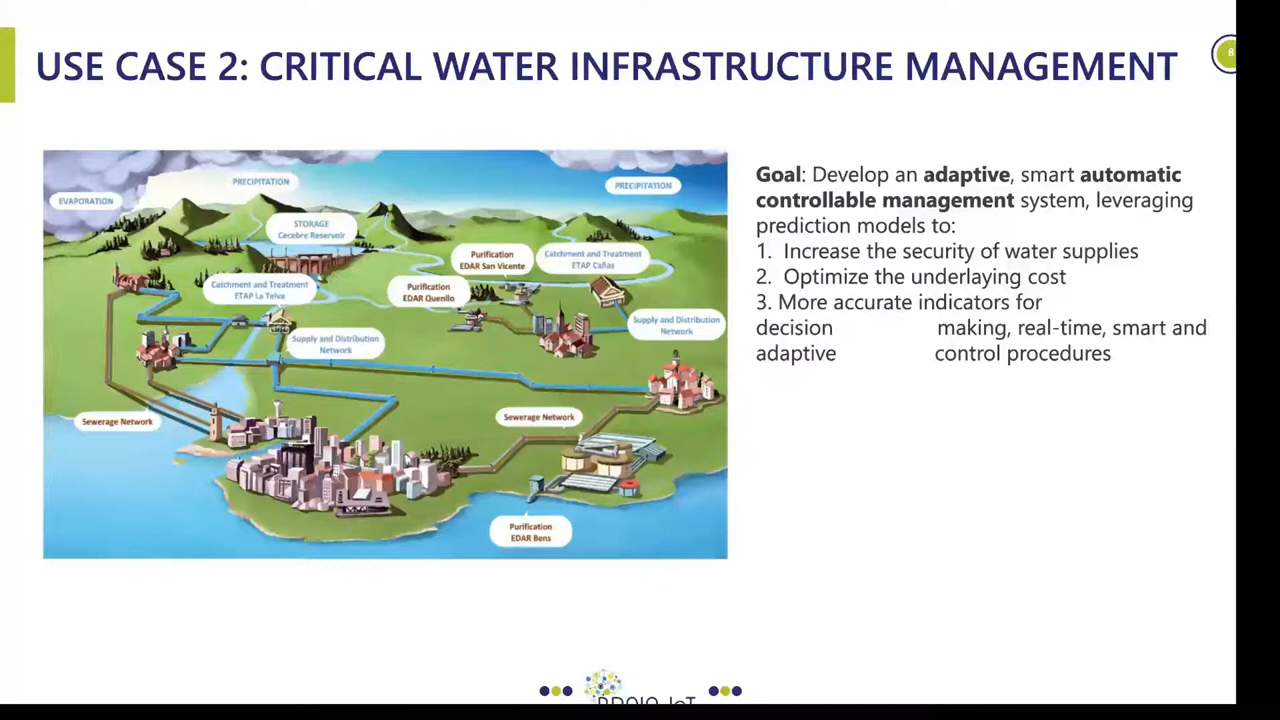 USE CASE 2: CRITICAL WATER INFRASTRUCTURE MANAGEMENT
8
EVAPORATION
PRECIPITATION
PRECIPITATION
STORAGE
Cecebre Reservoir
Purification
EDAR San Vicente
Catchment and Treatment
ETAP Cañas
Catchment and Treatment
ETAP La Telva
Purification
EDAR Quenllo
Supply and Distribution
Network
Supply and Distribution
Network
Sewerage Network
Sewerage Network
Purification
EDAR Bens
Goal: Develop an adaptive, smart automatic
controllable management system, leveraging
prediction models to:
1. Increase the security of water supplies
2. Optimize the underlaying cost
3. More accurate indicators for
decision making, real-time, smart and
adaptive control procedures